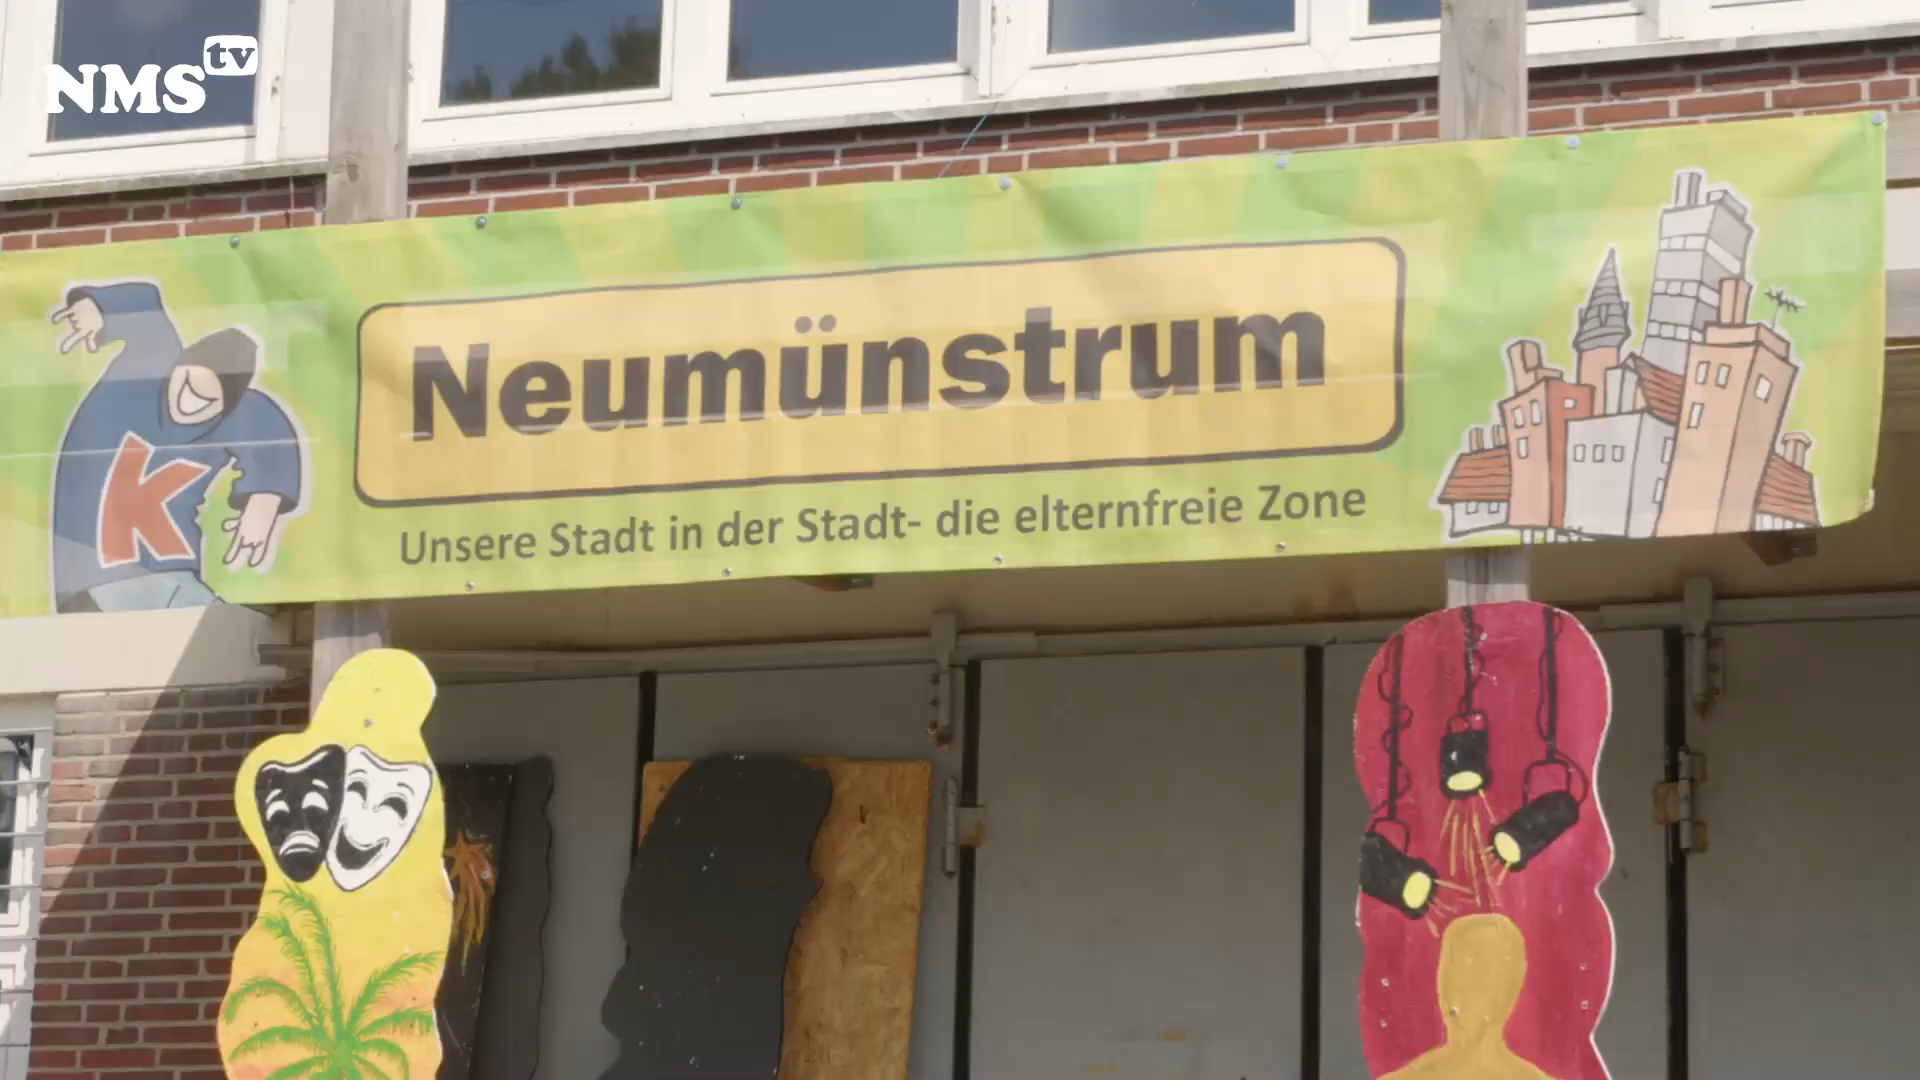 NMS tv
Neumünstrum
K
Unsere Stadt in der Stadt- die elternfreie Zone